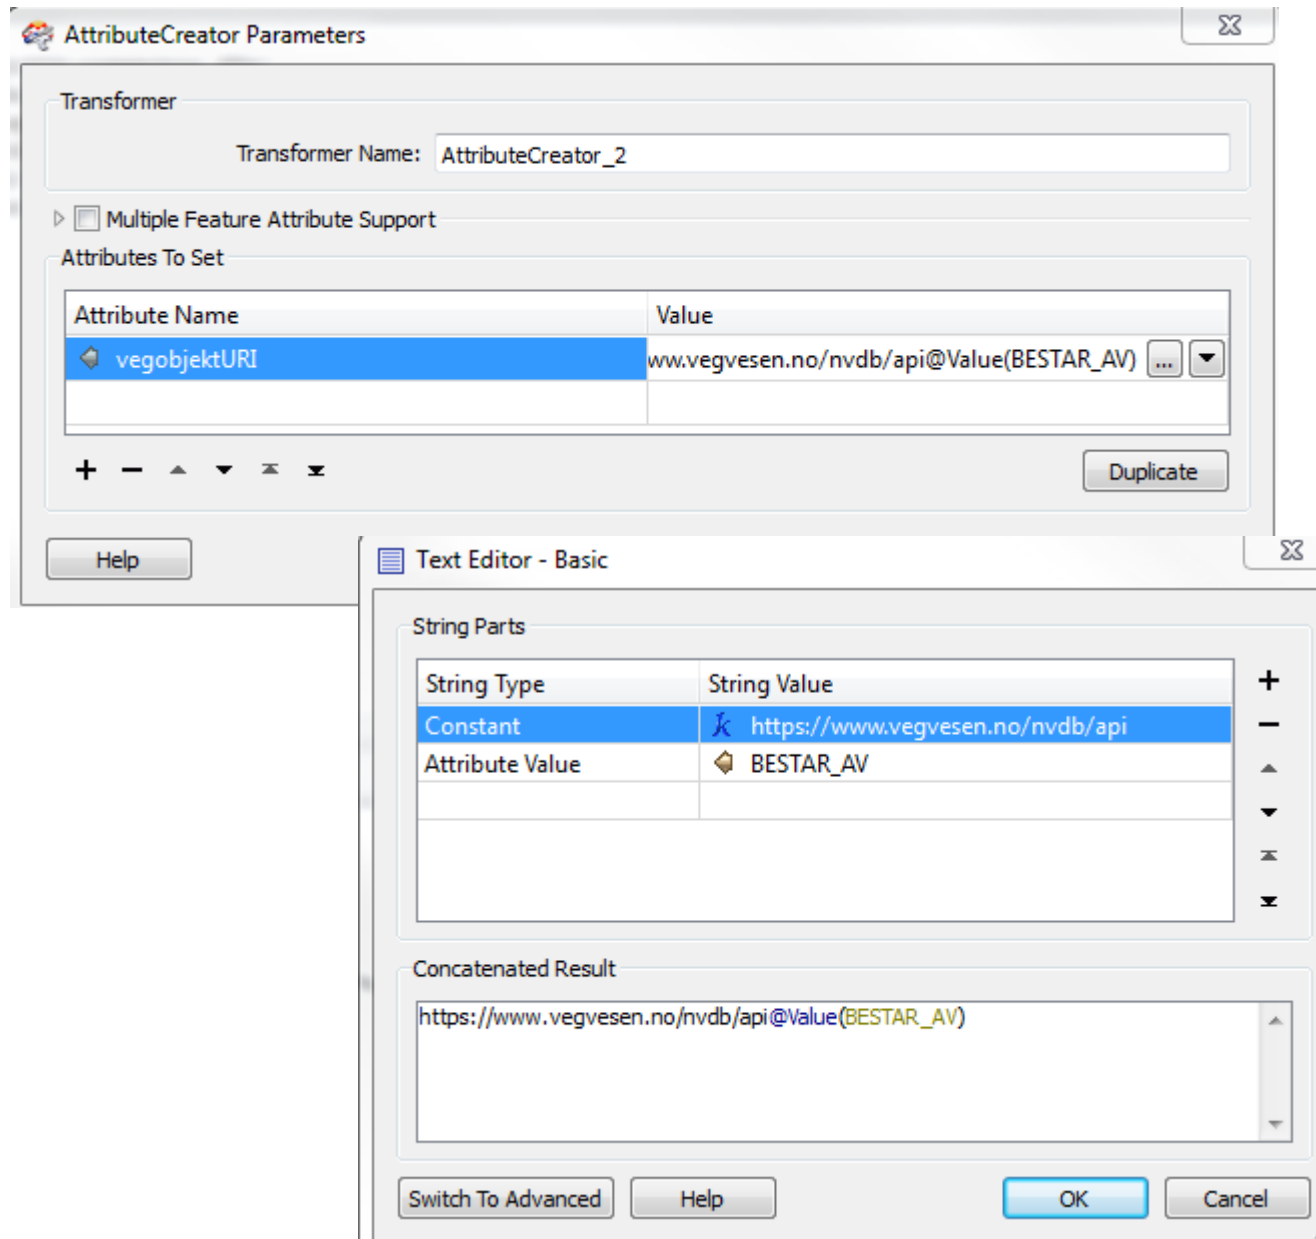 AttributeCreator Parameters
Transformer
Transformer Name: AttributeCreator_2
Multiple Feature Attribute Support
Attributes To Set
Attribute Name Value
vegobjektURI ww.vegvesen.no/nvdb/api@Value(BESTAR_AV) ...
Duplicate
Help
Text Editor - Basic
String Parts
String Type String Value
Constant k https://www.vegvesen.no/nvdb/api
Attribute Value BESTAR_AV
Concatenated Result
https://www.vegvesen.no/nvdb/api@Value(BESTAR_AV)
Switch To Advanced Help OK Cancel